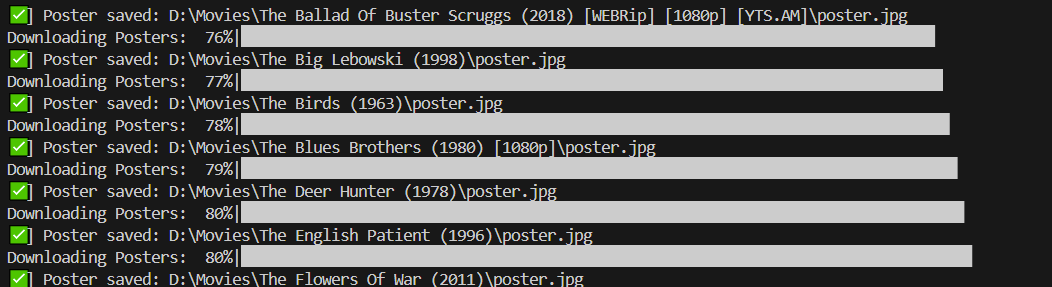 ✅] Poster saved: D:\Movies\The Ballad Of Buster Scruggs (2018) [WEBRip] [1080p] [YTS.AM]\poster.jpg
Downloading Posters:  76%|
✅] Poster saved: D:\Movies\The Big Lebowski (1998)\poster.jpg
Downloading Posters:  77%|
✅] Poster saved: D:\Movies\The Birds (1963)\poster.jpg
Downloading Posters:  78%|
✅] Poster saved: D:\Movies\The Blues Brothers (1980) [1080p]\poster.jpg
Downloading Posters:  79%|
✅] Poster saved: D:\Movies\The Deer Hunter (1978)\poster.jpg
Downloading Posters:  80%|
✅] Poster saved: D:\Movies\The English Patient (1996)\poster.jpg
Downloading Posters:  80%|
✅] Poster saved: D:\Movies\The Flowers Of War (2011)\poster.jpg